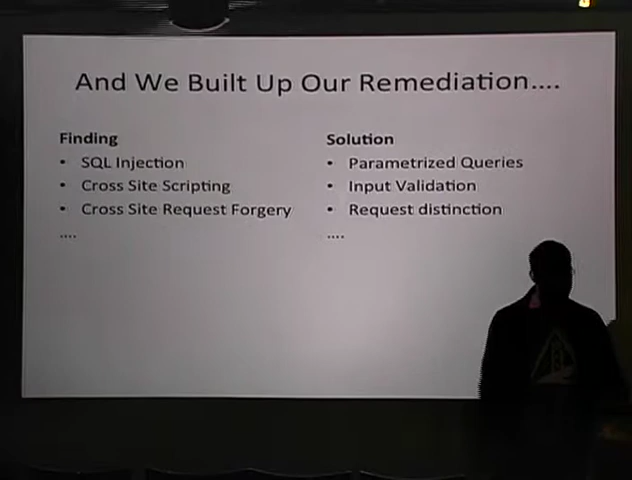 And We Built Up Our Remediation....
Finding
• SQL Injection
• Cross Site Scripting
• Cross Site Request Forgery
....
Solution
• Parametrized Queries
• Input Validation
• Request distinction
....